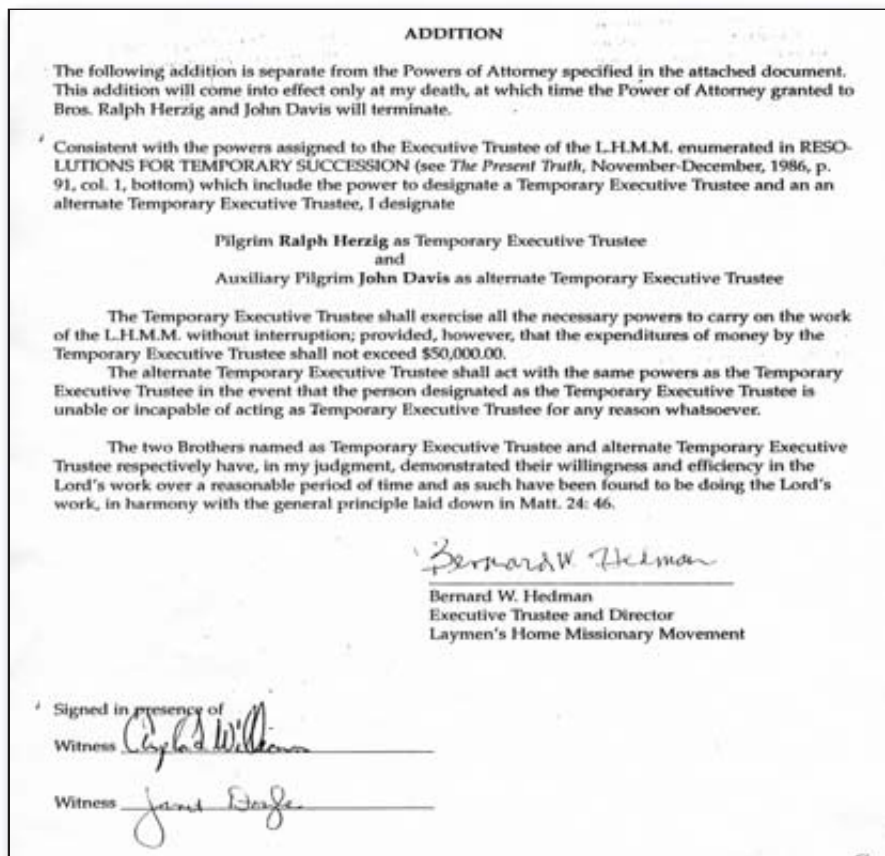 ADDITION
The following addition is separate from the Powers of Attorney specified in the attached document.
This addition will come into effect only at my death, at which time the Power of Attorney granted to
Bros. Ralph Herzig and John Davis will terminate.
Consistent with the powers assigned to the Executive Trustee of the L.H.M.M. enumerated in RESO-
LUTIONS FOR TEMPORARY SUCCESSION (see The Present Truth, November-December, 1986, p.
91, col. 1, bottom) which include the power to designate a Temporary Executive Trustee and an an
alternate Temporary Executive Trustee, I designate
Pilgrim Ralph Herzig as Temporary Executive Trustee
and
Auxiliary Pilgrim John Davis as alternate Temporary Executive Trustee
The Temporary Executive Trustee shall exercise all the necessary powers to carry on the work
of the L.H.M.M. without interruption; provided, however, that the expenditures of money by the
Temporary Executive Trustee shall not exceed $50,000.00.
The alternate Temporary Executive Trustee shall act with the same powers as the Temporary
Executive Trustee in the event that the person designated as the Temporary Executive Trustee is
unable or incapable of acting as Temporary Executive Trustee for any reason whatsoever.
The two Brothers named as Temporary Executive Trustee and alternate Temporary Executive
Trustee respectively have, in my judgment, demonstrated their willingness and efficiency in the
Lord's work over a reasonable period of time and as such have been found to be doing the Lord's
work, in harmony with the general principle laid down in Matt. 24: 46.
Bernard W. Hedman
Bernard W. Hedman
Executive Trustee and Director
Laymen's Home Missionary Movement
Signed in presence of
Witness
Witness